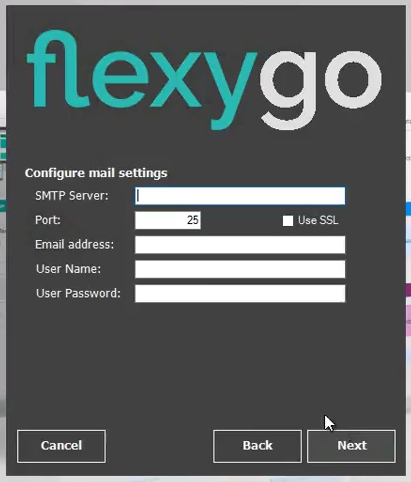 flexygo
Configure mail settings
SMTP Server:
Port: 25 Use SSL
Email address:
User Name:
User Password:
Cancel Back Next